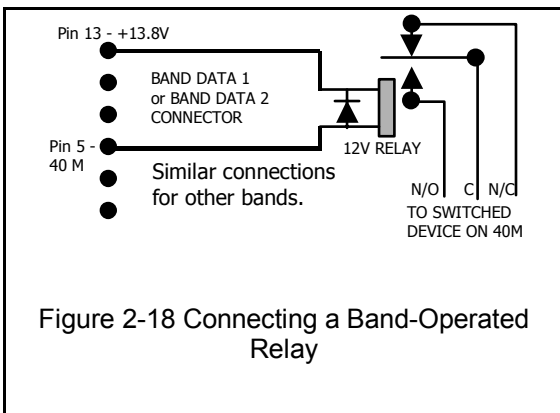 Pin 13 - +13.8V
BAND DATA 1
or BAND DATA 2
CONNECTOR
Pin 5 -
40 M
12V RELAY
Similar connections
for other bands.
N/O C N/C
TO SWITCHED
DEVICE ON 40M
Figure 2-18 Connecting a Band-Operated
Relay